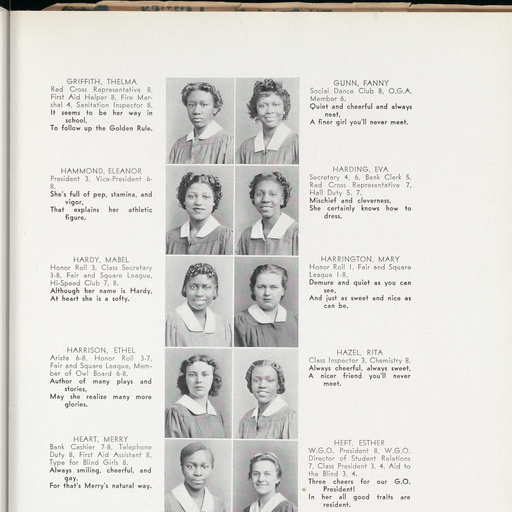 GRIFFITH, THELMA
Red Cross Representative 8,
First Aid Helper 8, Fire Mar-
shal 4, Sanitation Inspector 8.
It seems to be her way in
school,
To follow up the Golden Rule.
HAMMOND, ELEANOR
President 3, Vice-President 6-
8.
She's full of pep, stamina, and
vigor,
That explains her athletic
figure.
HARDY, MABEL
Honor Roll 3, Class Secretary
3-8, Fair and Square League,
Hi-Speed Club 7, 8.
Although her name is Hardy,
At heart she is a softy.
HARRISON, ETHEL
Arista 6-8, Honor Roll 3-7,
Fair and Square League, Mem-
ber of Owl Board 6-8.
Author of many plays and
stories,
May she realize many more
glories.
HEART, MERRY
Bank Cashier 7-8, Telephone
Duty 8, First Aid Assistant 8,
Type for Blind Girls 8.
Always smiling, cheerful, and
gay,
For that's Merry's natural way.
GUNN, FANNY
Social Dance Club 8, O.G.A.
Member 6.
Quiet and cheerful and always
neat,
A finer girl you'll never meet.
HARDING, EVA
Secretary 4, 6, Bank Clerk 5,
Red Cross Representative 7,
Hall Duty 5, 7.
Mischief and cleverness,
She certainly knows how to
dress.
HARRINGTON, MARY
Honor Roll 1, Fair and Square
League 1-8.
Demure and quiet as you can
see,
And just as sweet and nice as
can be.
HAZEL, RITA
Class Inspector 3, Chemistry 8.
Always cheerful, always sweet,
A nicer friend you'll never
meet.
HEFT, ESTHER
W.G.O. President 8, W.G.O.
Director of Student Relations
7, Class President 3, 4, Aid to
the Blind 3, 4.
Three cheers for our G.O.
President!
In her all good traits are
resident.